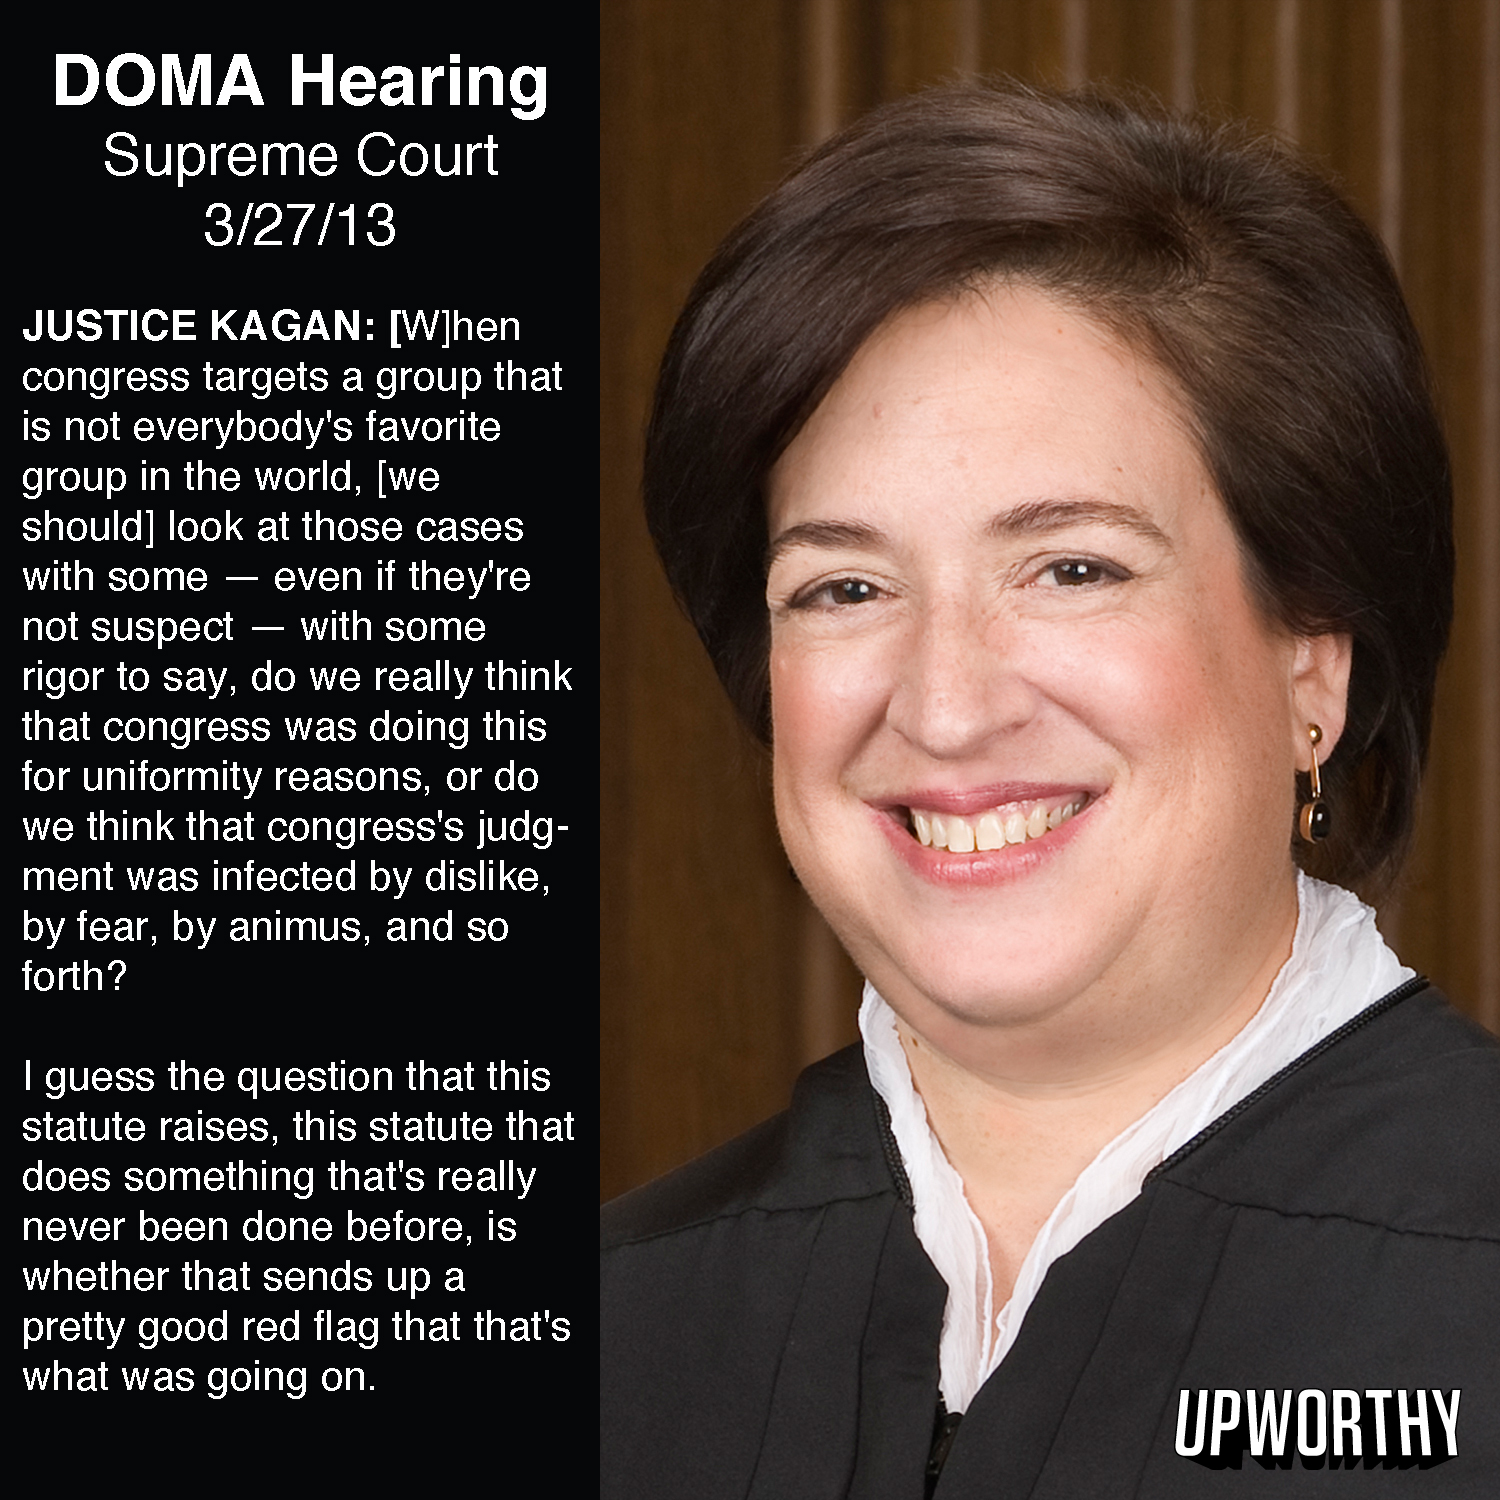 DOMA Hearing
Supreme Court
3/27/13
JUSTICE KAGAN: [W]hen
congress targets a group that
is not everybody's favorite
group in the world, [we
should] look at those cases
with some — even if they're
not suspect — with some
rigor to say, do we really think
that congress was doing this
for uniformity reasons, or do
we think that congress's judg-
ment was infected by dislike,
by fear, by animus, and so
forth?
I guess the question that this
statute raises, this statute that
does something that's really
never been done before, is
whether that sends up a
pretty good red flag that that's
what was going on.
UPWORTHY